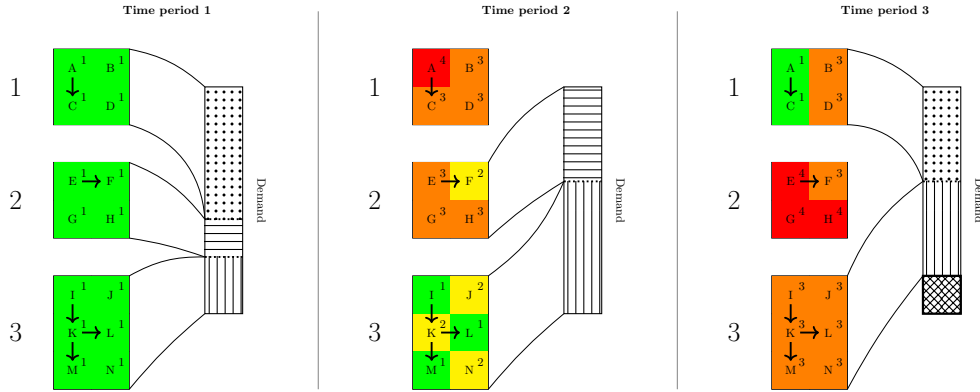 Time period 1
1
A 1 B 1
C 1 D 1
2
E 1 F 1
G 1 H 1
3
I 1 J 1
K 1 L 1
M 1 N 1
Demand
Time period 2
1
A 4 B 3
C 3 D 3
2
E 3 F 2
G 3 H 3
3
I 1 J 2
K 2 L 1
M 1 N 2
Demand
Time period 3
1
A 1 B 3
C 1 D 3
2
E 4 F 3
G 4 H 4
3
I 3 J 3
K 3 L 3
M 3 N 3
Demand